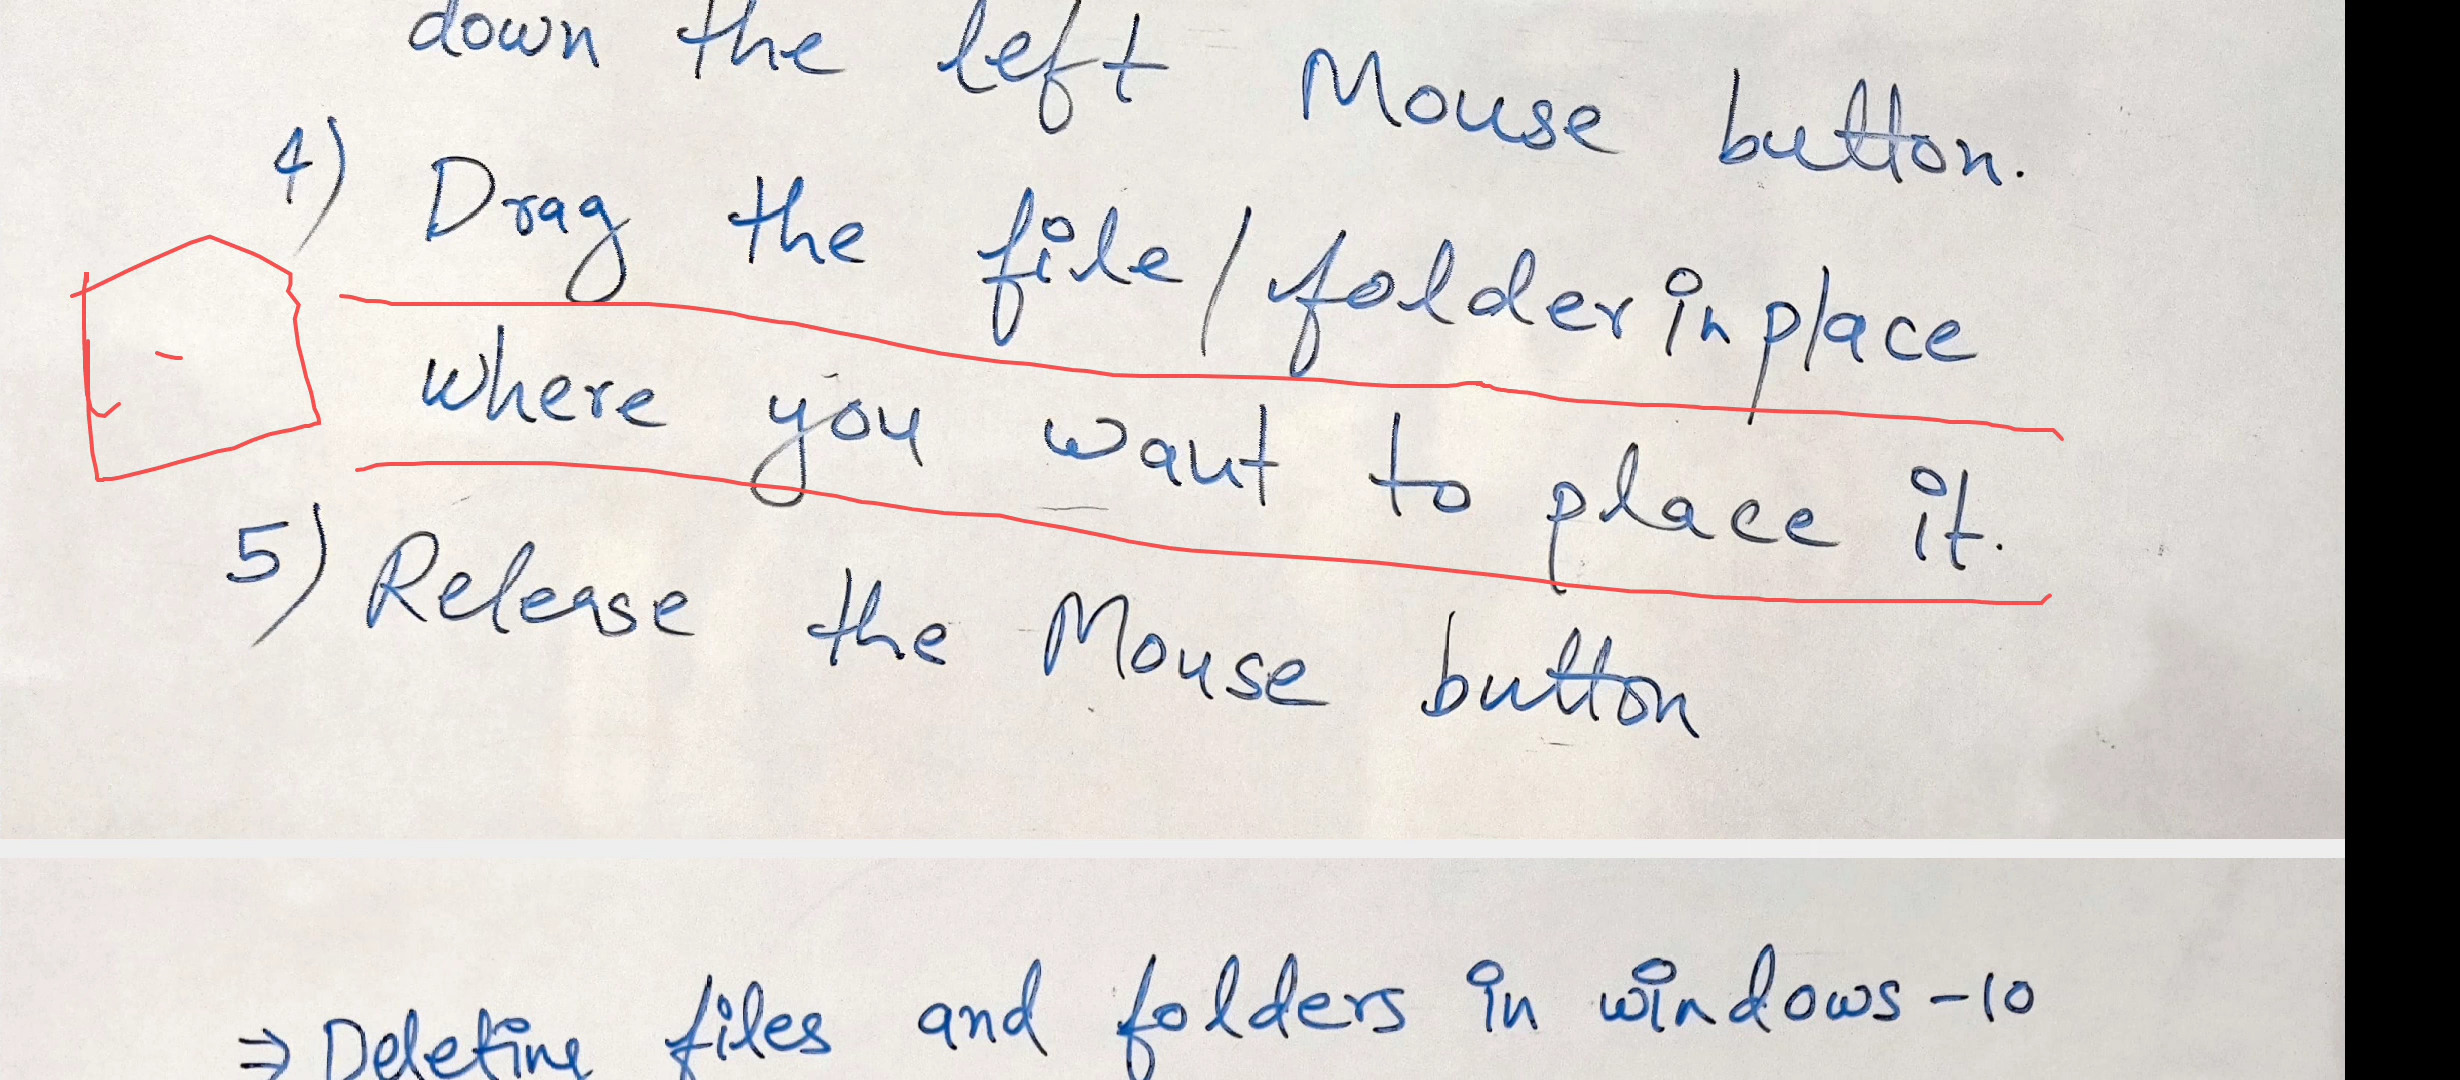 down the left Mouse button.
4) Drag the file/folder in place
where you want to place it.
5) Release the Mouse button
⇒ Deleting files and folders in windows-10